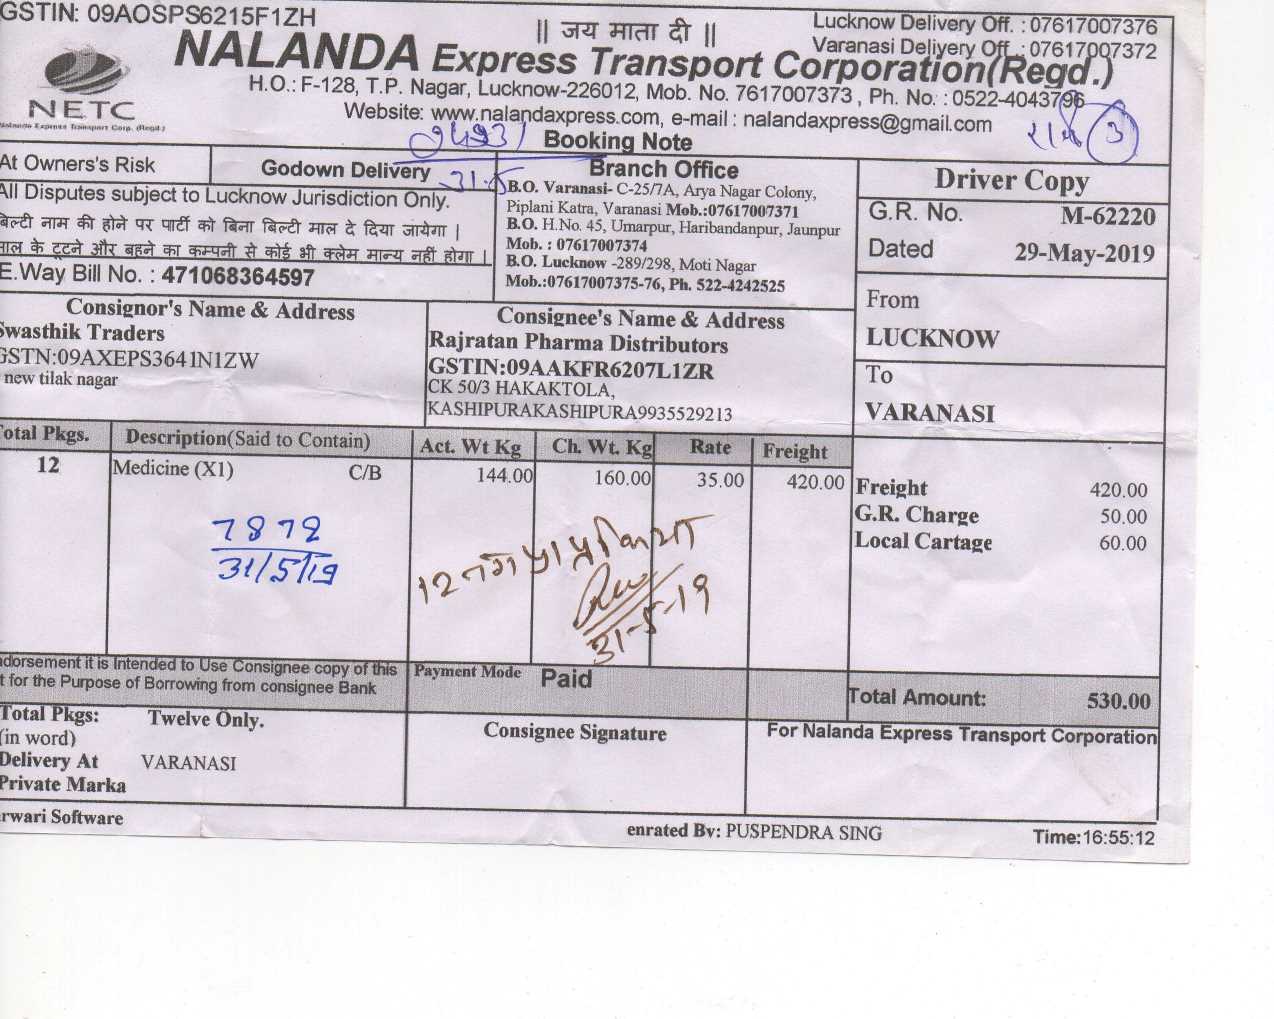 GSTIN: 09AOSPS6215F1ZH
|| जय माता दी ||
Lucknow Delivery Off. : 07617007376
Varanasi Delivery Off. : 07617007372
NALANDA Express Transport Corporation(Regd.)
H.O.: F-128, T.P. Nagar, Lucknow-226012, Mob. No. 7617007373 , Ph. No. : 0522-4043796
NETC
Nalanda Express Transport Corp. (Regd.)
Website: www.nalandaxpress.com, e-mail : nalandaxpress@gmail.com
3
Booking Note
31-5
At Owners's Risk
Godown Delivery
All Disputes subject to Lucknow Jurisdiction Only.
बिल्टी नाम की होने पर पार्टी को बिना बिल्टी माल दे दिया जायेगा |
माल के टूटने और बहने का कम्पनी से कोई भी क्लेम मान्य नहीं होगा |
E.Way Bill No. : 471068364597
Branch Office
B.O. Varanasi- C-25/7A, Arya Nagar Colony,
Piplani Katra, Varanasi Mob.:07617007371
B.O. H.No. 45, Umarpur, Haribandanpur, Jaunpur
Mob. : 07617007374
B.O. Lucknow -289/298, Moti Nagar
Mob.:07617007375-76, Ph. 522-4242525
Driver Copy
G.R. No. M-62220
Dated 29-May-2019
From
LUCKNOW
To
VARANASI
Consignor's Name & Address
Swasthik Traders
GSTN:09AXEPS3641N1ZW
new tilak nagar
Consignee's Name & Address
Rajratan Pharma Distributors
GSTIN:09AAKFR6207L1ZR
CK 50/3 HAKAKTOLA,
KASHIPURAKASHIPURA9935529213
Total Pkgs. Description(Said to Contain) Act. Wt Kg Ch. Wt. Kg Rate Freight
12 Medicine (X1) C/B 144.00 160.00 35.00 420.00
7872
31/5/19
12 नग प्राप्त किया
31-5-19
Freight 420.00
G.R. Charge 50.00
Local Cartage 60.00
dorsement it is Intended to Use Consignee copy of this
t for the Purpose of Borrowing from consignee Bank
Payment Mode Paid
Total Amount: 530.00
Total Pkgs: Twelve Only.
(in word)
Delivery At VARANASI
Private Marka
Consignee Signature
For Nalanda Express Transport Corporation
rwari Software
enrated By: PUSPENDRA SING
Time:16:55:12